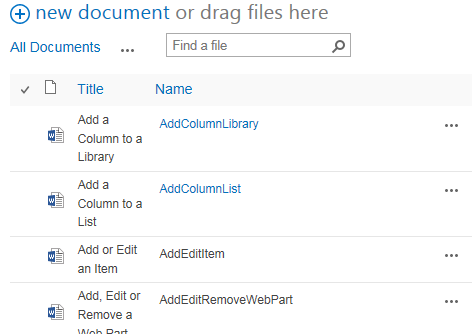 new document or drag files here
All Documents ... Find a file
Title Name
Add a
Column to a
Library
AddColumnLibrary
Add a
Column to a
List
AddColumnList
Add or Edit
an Item
AddEditItem
Add, Edit or
Remove a
Web Part
AddEditRemoveWebPart